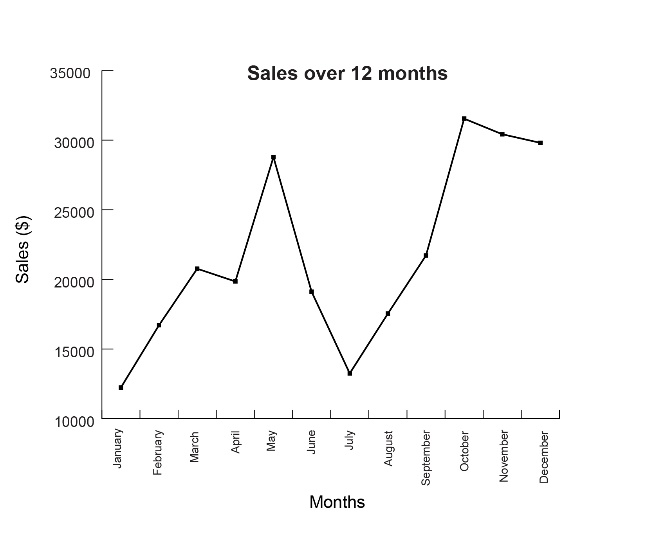 Sales over 12 months
Sales ($)
35000
30000
25000
20000
15000
10000
January
February
March
April
May
June
July
August
September
October
November
December
Months